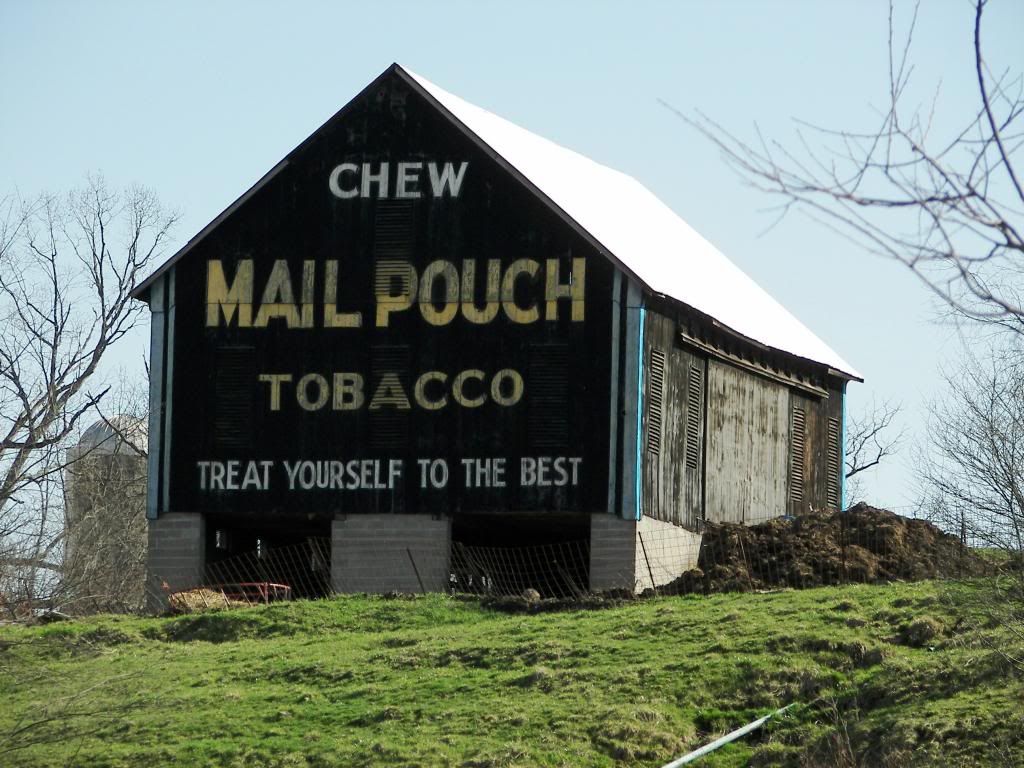 CHEW
MAIL POUCH
TOBACCO
TREAT YOURSELF TO THE BEST